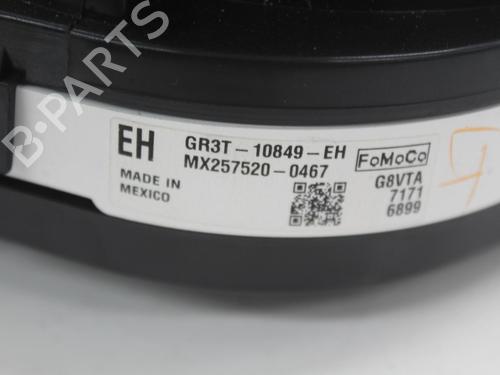 EH GR3T-10849-EH
MX257520-0467 FoMoCo
MADE IN MEXICO
G8VTA
7171
6899
B-PARTS